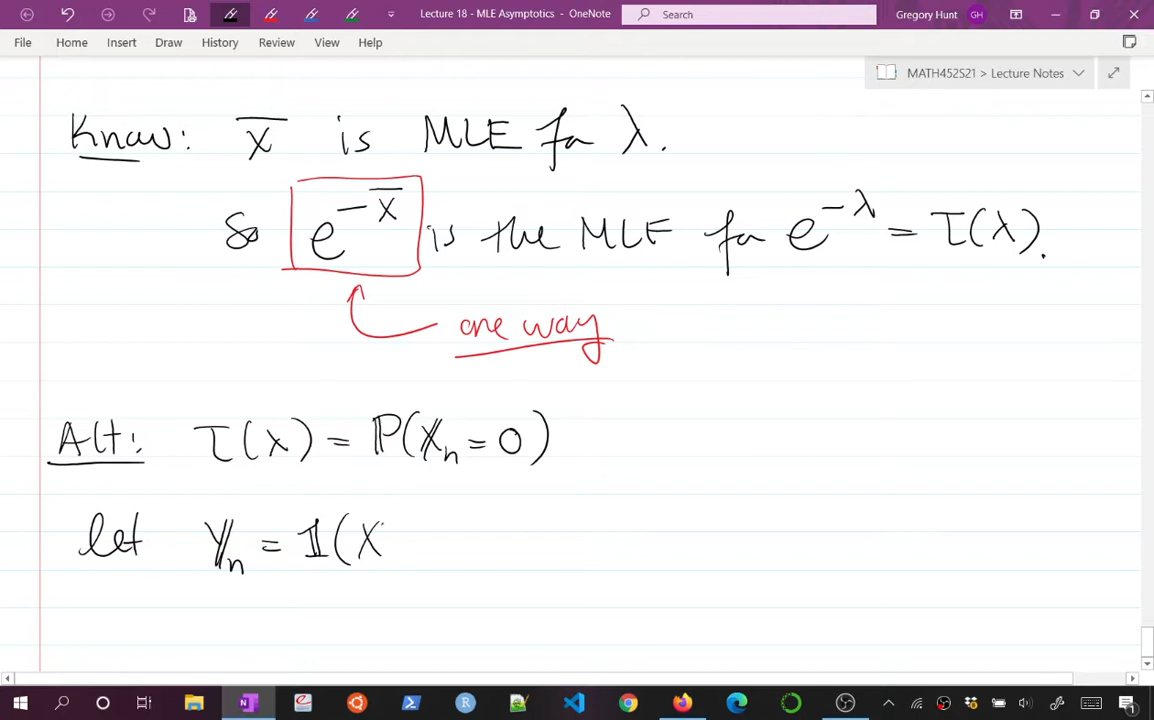 Lecture 18 - MLE Asymptotics - OneNote
Search
Gregory Hunt
GH
File Home Insert Draw History Review View Help
MATH452S21 > Lecture Notes
Know: X̅ is MLE for λ.
So e^{-X̅} is the MLE for e^{-λ} = τ(λ).
one way
Alt: τ(λ) = ℙ(X_n = 0)
let Y_n = 𝟙(X